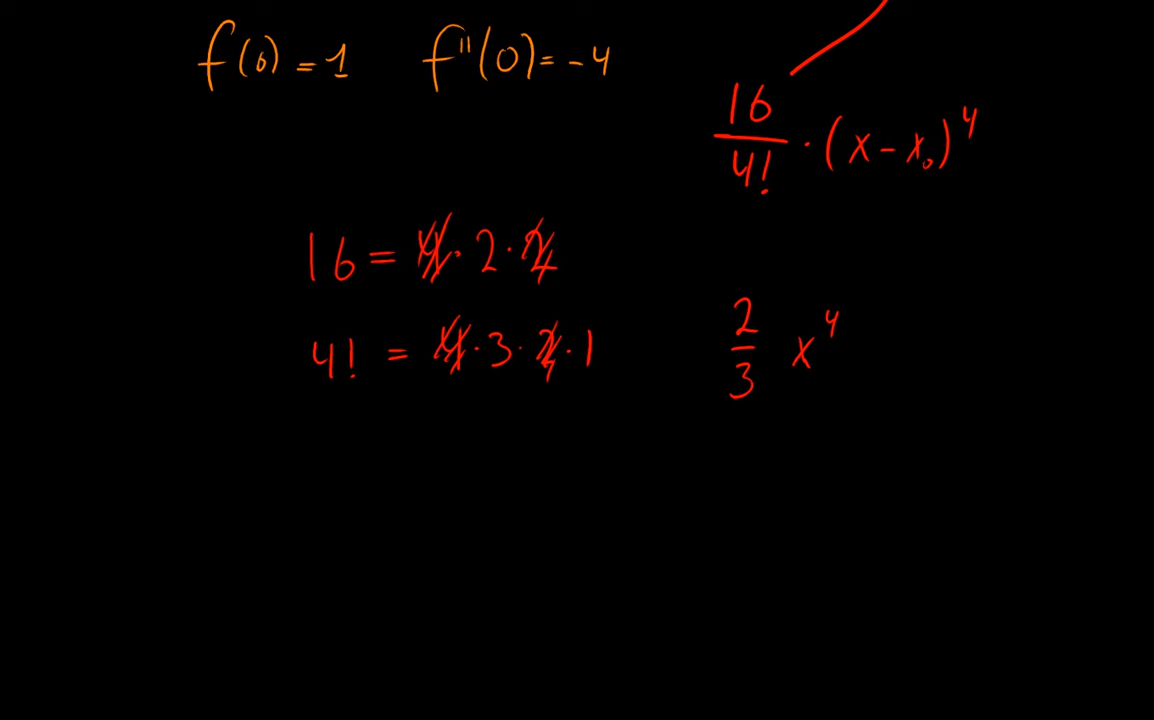 f(0) = 1 f''(0) = -4
16/4! · (x - x₀)⁴
16 = 4 · 2 · 2
4! = 4 · 3 · 2 · 1
2/3 x⁴